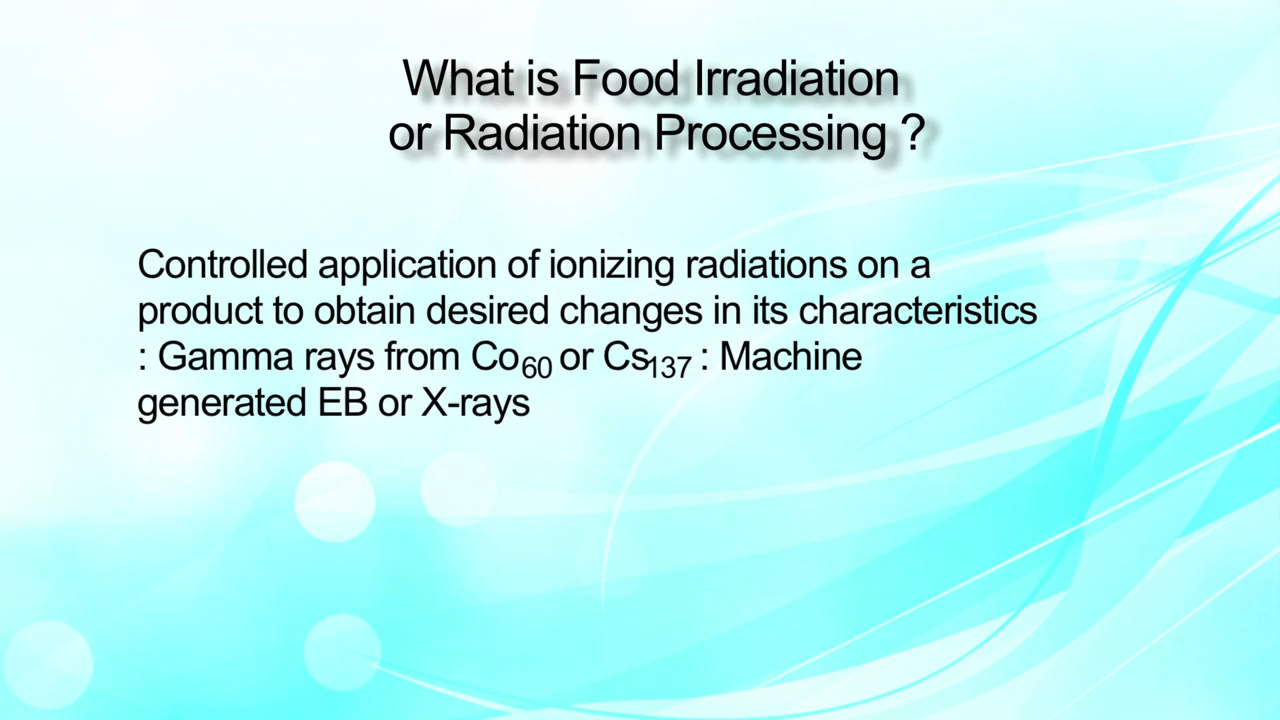 What is Food Irradiation
or Radiation Processing ?
Controlled application of ionizing radiations on a
product to obtain desired changes in its characteristics
: Gamma rays from Co60 or Cs137 : Machine
generated EB or X-rays